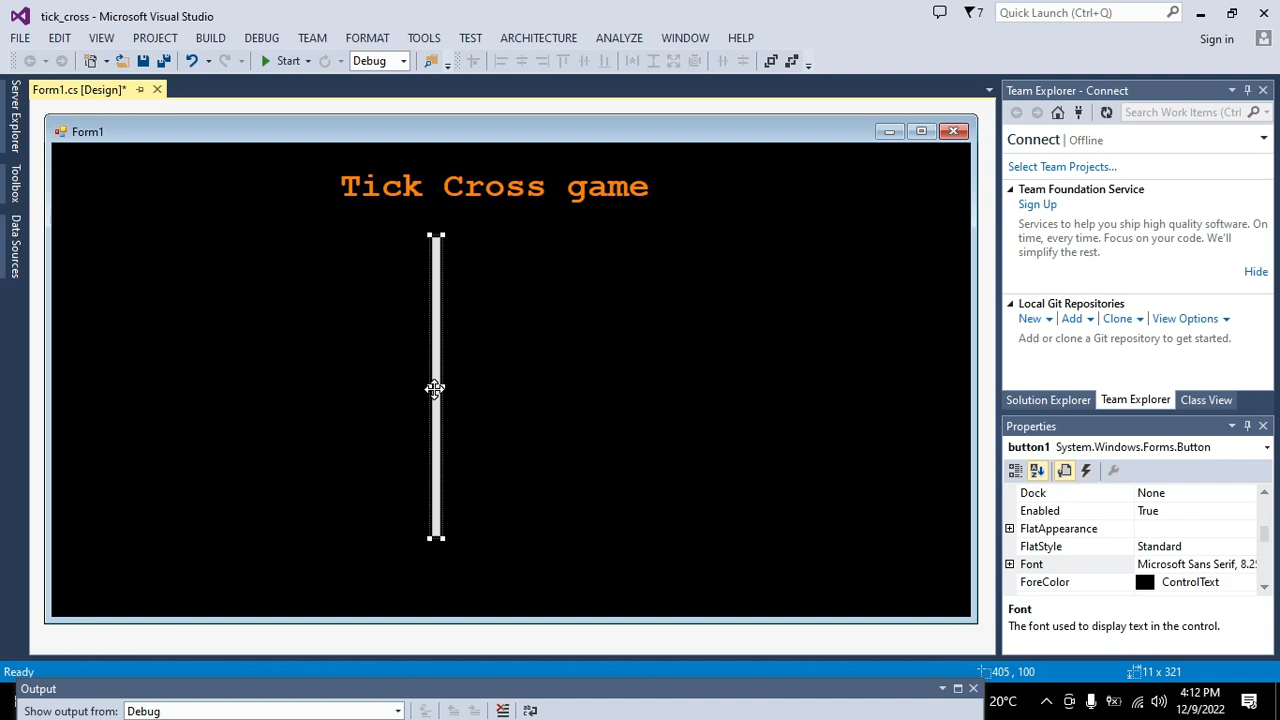 tick_cross - Microsoft Visual Studio
7
Quick Launch (Ctrl+Q)
FILE EDIT VIEW PROJECT BUILD DEBUG TEAM FORMAT TOOLS TEST ARCHITECTURE ANALYZE WINDOW HELP
Sign in
Start Debug
Server Explorer
Toolbox
Data Sources
Form1.cs [Design]*
Form1
Tick Cross game
Team Explorer - Connect
Search Work Items (Ctrl
Connect | Offline
Select Team Projects...
Team Foundation Service
Sign Up
Services to help you ship high quality software. On
time, every time. Focus on your code. We'll
simplify the rest.
Hide
Local Git Repositories
New | Add | Clone | View Options
Add or clone a Git repository to get started.
Solution Explorer Team Explorer Class View
Properties
button1 System.Windows.Forms.Button
Dock None
Enabled True
FlatAppearance
FlatStyle Standard
Font Microsoft Sans Serif, 8.25
ForeColor ControlText
Font
The font used to display text in the control.
Ready
405 , 100
11 x 321
Output
Show output from: Debug
20°C
4:12 PM
12/9/2022